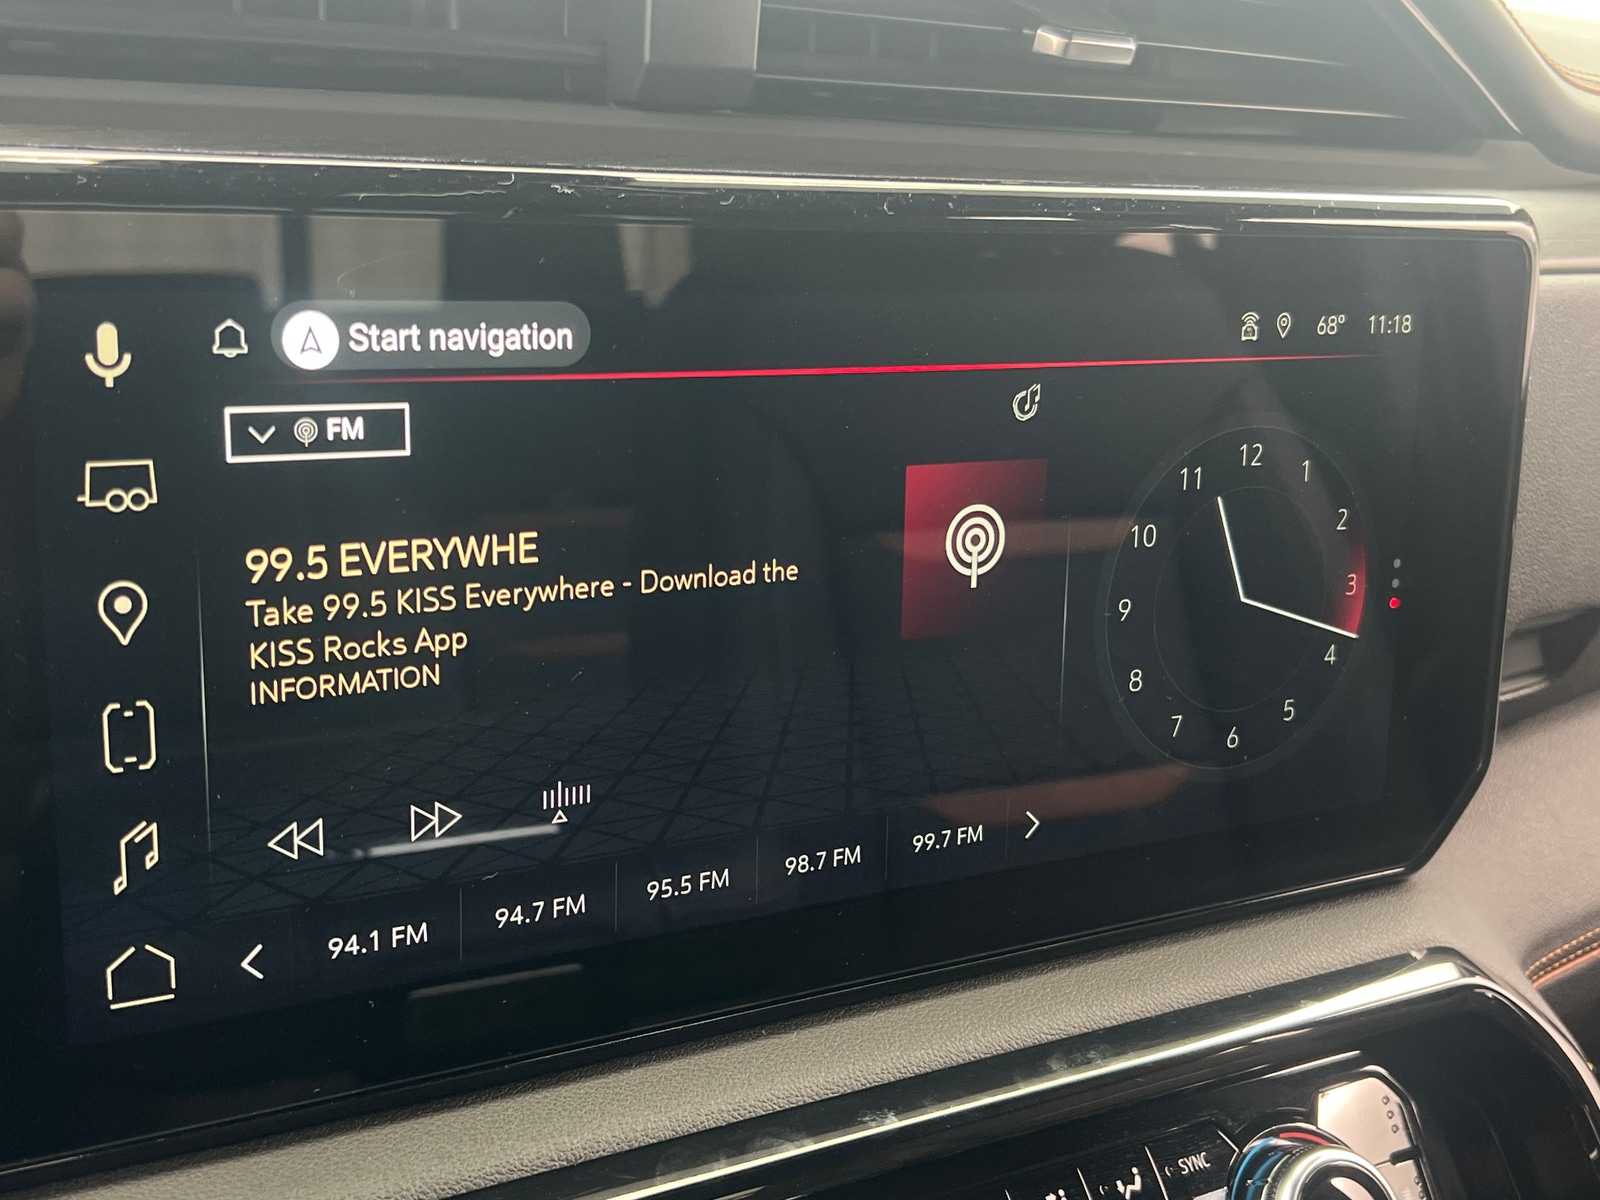 Start navigation
68° 11:18
FM
99.5 EVERYWHE
Take 99.5 KISS Everywhere - Download the
KISS Rocks App
INFORMATION
12
1
2
3
4
5
6
7
8
9
10
11
94.1 FM
94.7 FM
95.5 FM
98.7 FM
99.7 FM
SYNC